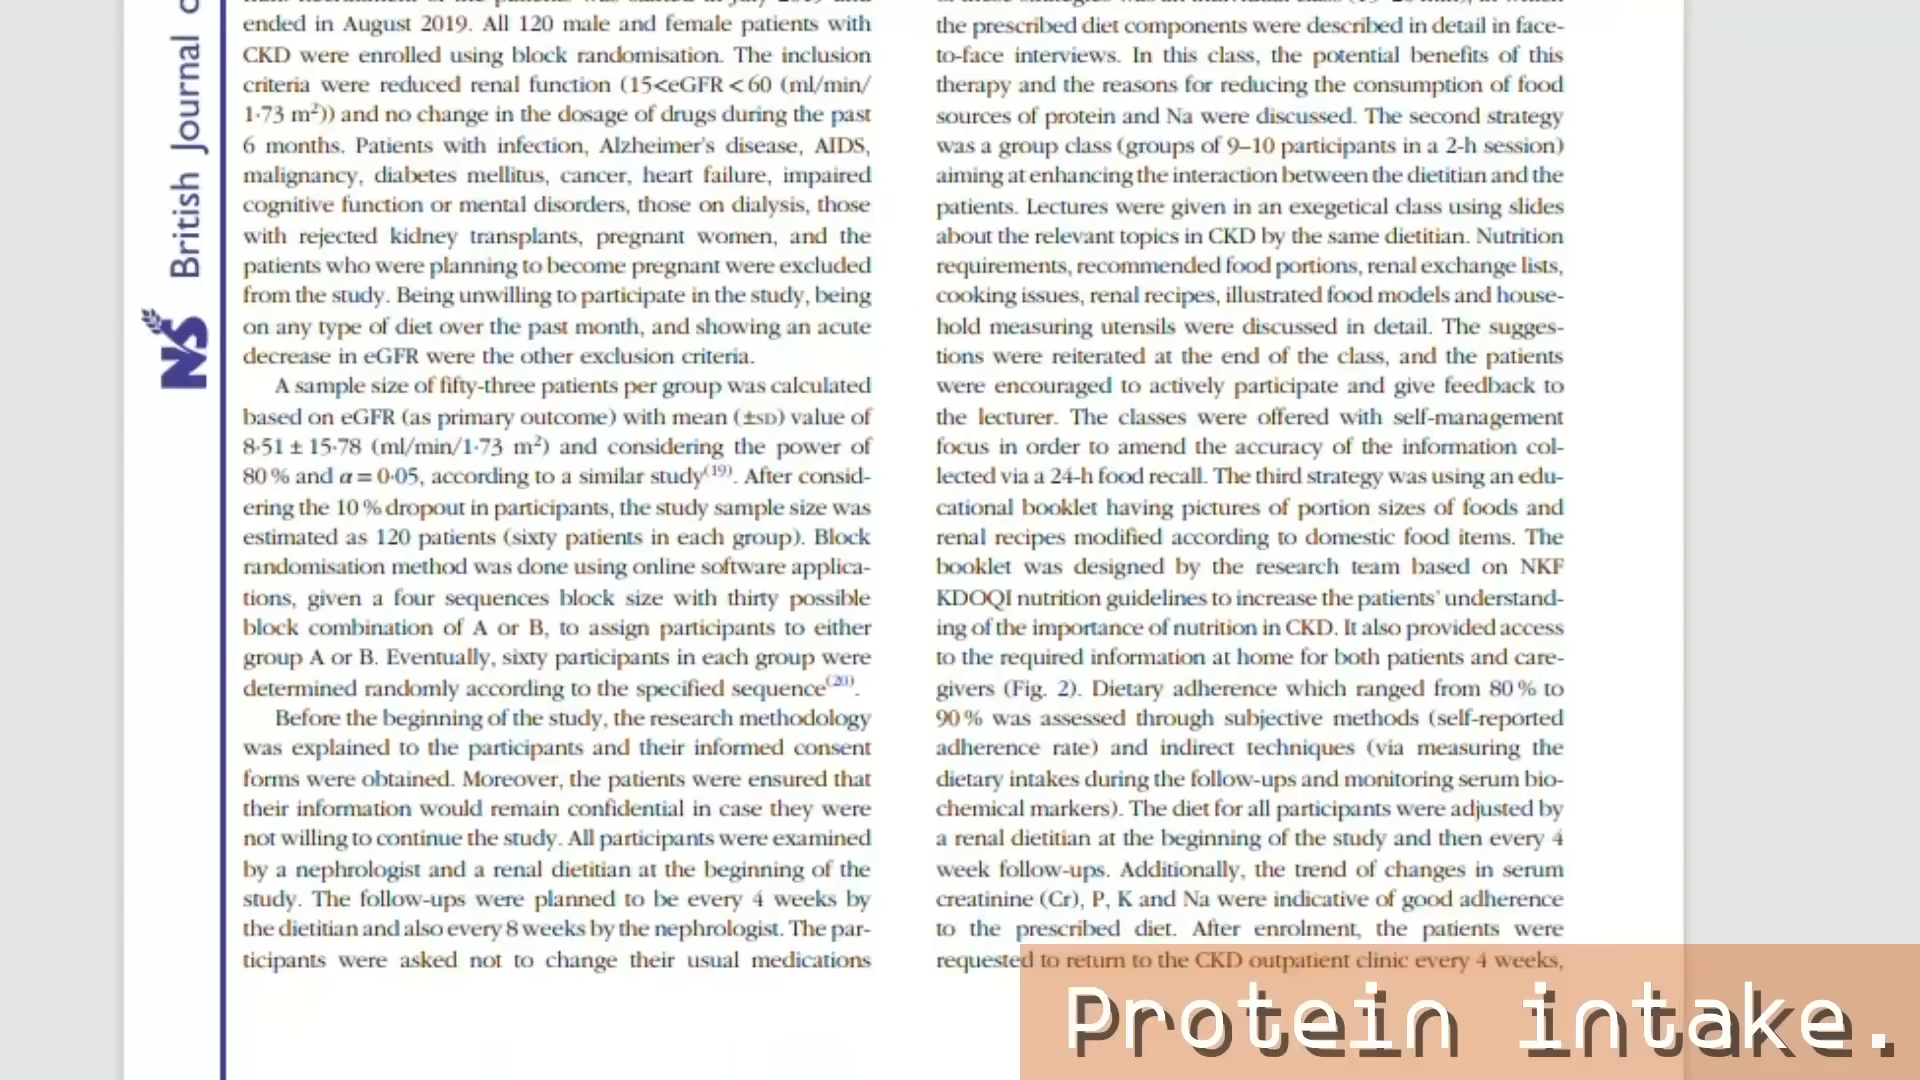 British Journal o
NS
ended in August 2019. All 120 male and female patients with
CKD were enrolled using block randomisation. The inclusion
criteria were reduced renal function (15<eGFR < 60 (ml/min/
1·73 m²)) and no change in the dosage of drugs during the past
6 months. Patients with infection, Alzheimer's disease, AIDS,
malignancy, diabetes mellitus, cancer, heart failure, impaired
cognitive function or mental disorders, those on dialysis, those
with rejected kidney transplants, pregnant women, and the
patients who were planning to become pregnant were excluded
from the study. Being unwilling to participate in the study, being
on any type of diet over the past month, and showing an acute
decrease in eGFR were the other exclusion criteria.
A sample size of fifty-three patients per group was calculated
based on eGFR (as primary outcome) with mean (±SD) value of
8·51 ± 15·78 (ml/min/1·73 m²) and considering the power of
80 % and α = 0·05, according to a similar study(19). After consid-
ering the 10 % dropout in participants, the study sample size was
estimated as 120 patients (sixty patients in each group). Block
randomisation method was done using online software applica-
tions, given a four sequences block size with thirty possible
block combination of A or B, to assign participants to either
group A or B. Eventually, sixty participants in each group were
determined randomly according to the specified sequence(20).
Before the beginning of the study, the research methodology
was explained to the participants and their informed consent
forms were obtained. Moreover, the patients were ensured that
their information would remain confidential in case they were
not willing to continue the study. All participants were examined
by a nephrologist and a renal dietitian at the beginning of the
study. The follow-ups were planned to be every 4 weeks by
the dietitian and also every 8 weeks by the nephrologist. The par-
ticipants were asked not to change their usual medications
the prescribed diet components were described in detail in face-
to-face interviews. In this class, the potential benefits of this
therapy and the reasons for reducing the consumption of food
sources of protein and Na were discussed. The second strategy
was a group class (groups of 9–10 participants in a 2-h session)
aiming at enhancing the interaction between the dietitian and the
patients. Lectures were given in an exegetical class using slides
about the relevant topics in CKD by the same dietitian. Nutrition
requirements, recommended food portions, renal exchange lists,
cooking issues, renal recipes, illustrated food models and house-
hold measuring utensils were discussed in detail. The sugges-
tions were reiterated at the end of the class, and the patients
were encouraged to actively participate and give feedback to
the lecturer. The classes were offered with self-management
focus in order to amend the accuracy of the information col-
lected via a 24-h food recall. The third strategy was using an edu-
cational booklet having pictures of portion sizes of foods and
renal recipes modified according to domestic food items. The
booklet was designed by the research team based on NKF
KDOQI nutrition guidelines to increase the patients' understand-
ing of the importance of nutrition in CKD. It also provided access
to the required information at home for both patients and care-
givers (Fig. 2). Dietary adherence which ranged from 80 % to
90 % was assessed through subjective methods (self-reported
adherence rate) and indirect techniques (via measuring the
dietary intakes during the follow-ups and monitoring serum bio-
chemical markers). The diet for all participants were adjusted by
a renal dietitian at the beginning of the study and then every 4
week follow-ups. Additionally, the trend of changes in serum
creatinine (Cr), P, K and Na were indicative of good adherence
to the prescribed diet. After enrolment, the patients were
requested to return to the CKD outpatient clinic every 4 weeks,
Protein intake.